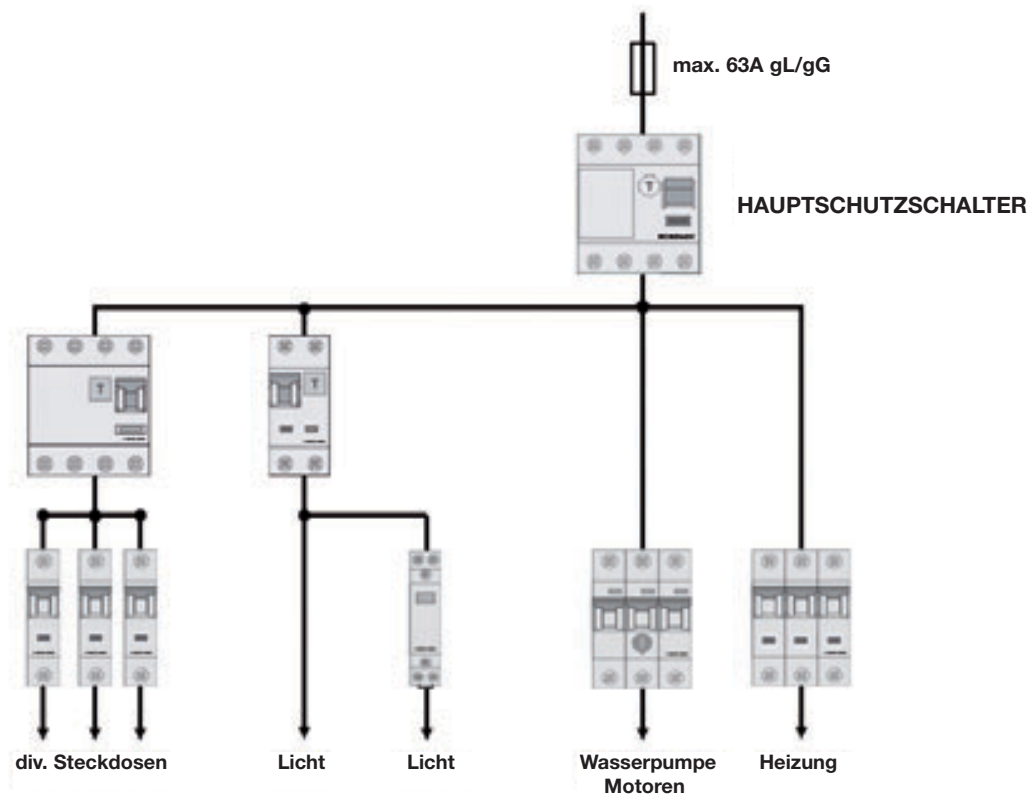 max. 63A gL/gG
HAUPTSCHUTZSCHALTER
T
T
T
div. Steckdosen
Licht
Licht
Wasserpumpe
Motoren
Heizung